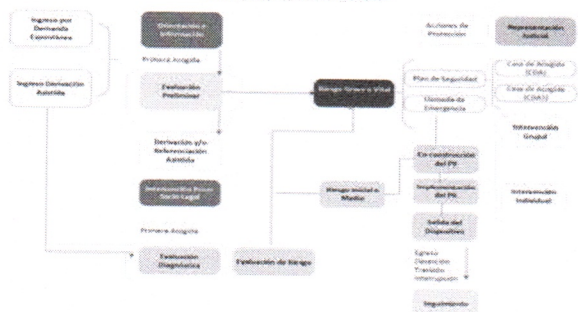 Ingreso por
Demanda
Espontánea
Ingreso Derivación
Asistida
Orientación e
Información
Primera Acogida
Evaluación
Preliminar
Derivación y/o
Referenciación
Asistida
Intervención Psico
Socio Legal
Primera Acogida
Evaluación
Diagnóstica
Evaluación de Riesgo
Riesgo Grave o Vital
Riesgo Inicial o
Medio
Acciones de
Protección
Plan de Seguridad
Llamada de
Emergencia
Co-construcción
del PII
Implementación
del PII
Salida del
Dispositivo
Egreso
Deserción
Traslado
Interrupción
Seguimiento
Representación
Judicial
Casa de Acogida
Casa de Acogida
Intervención
Grupal
Intervención
Individual